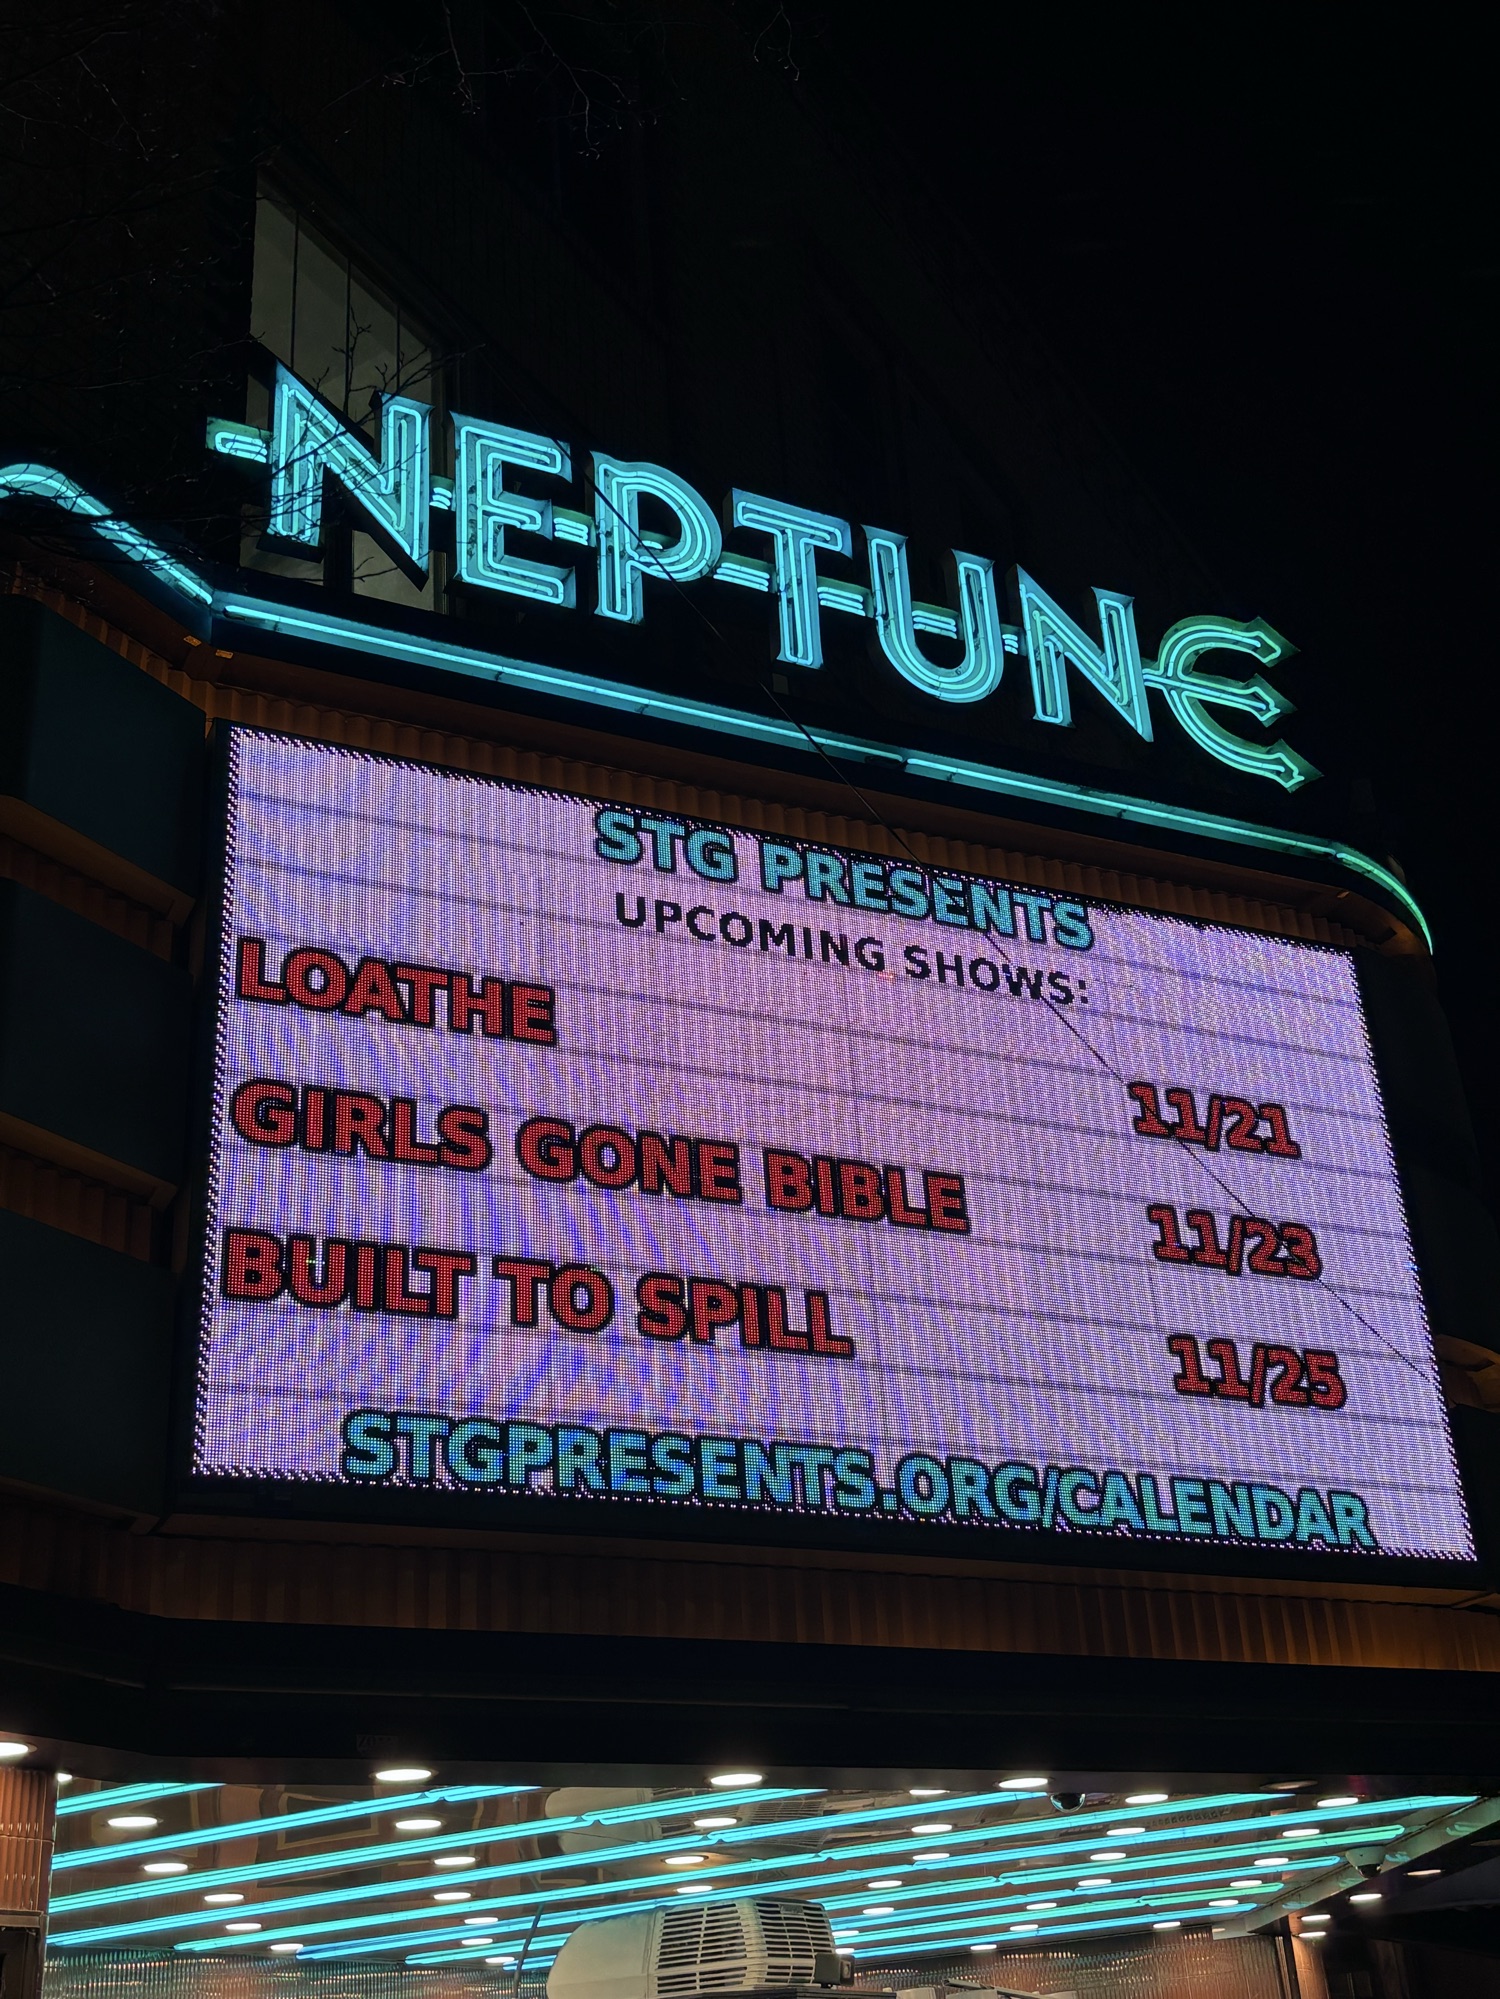 NEPTUNE
STG PRESENTS
UPCOMING SHOWS:
LOATHE 11/21
GIRLS GONE BIBLE 11/23
BUILT TO SPILL 11/25
STGPRESENTS.ORG/CALENDAR